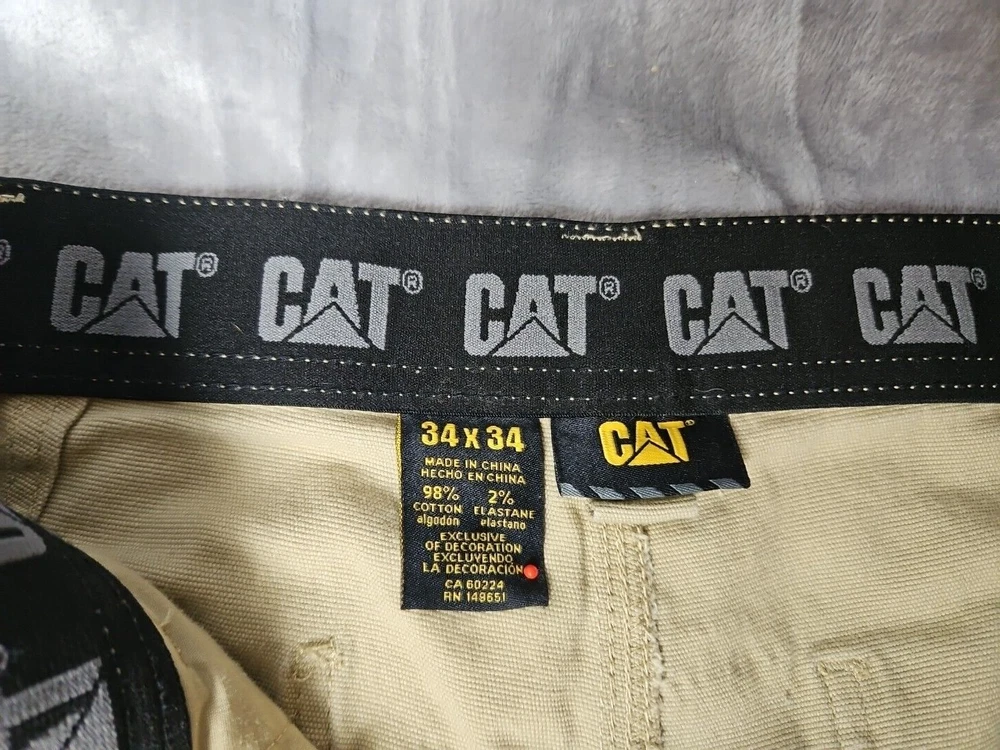 CAT® CAT® CAT® CAT® CAT®
34 X 34
MADE IN CHINA
HECHO EN CHINA
98% 2%
COTTON ELASTANE
algodón elastano
EXCLUSIVE
OF DECORATION
EXCLUYENDO
LA DECORACIÓN
CA 60224
RN 149651
CAT®